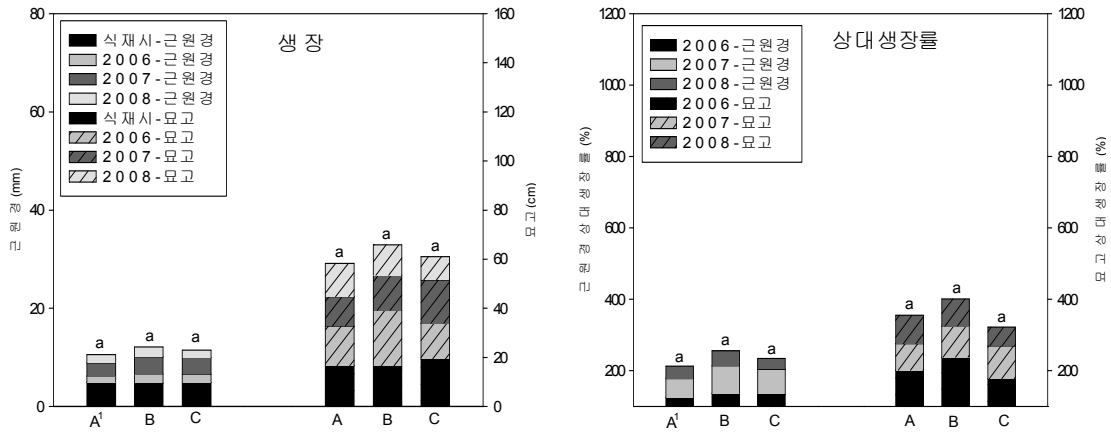 생 장
식재시-근원경
2006-근원경
2007-근원경
2008-근원경
식재시-묘고
2006-묘고
2007-묘고
2008-묘고
근 원 경 (mm)
80
60
40
20
0
묘고(cm)
160
140
120
100
80
60
40
20
0
a a a a a a
A1 B C A B C
상대생장률
2006-근원경
2007-근원경
2008-근원경
2006-묘고
2007-묘고
2008-묘고
근 원 경 상 대 생 장 률 (%)
1200
1000
800
600
400
200
묘 고 상 대 생 장 률 (%)
1200
1000
800
600
400
200
a a a a a a
A1 B C A B C